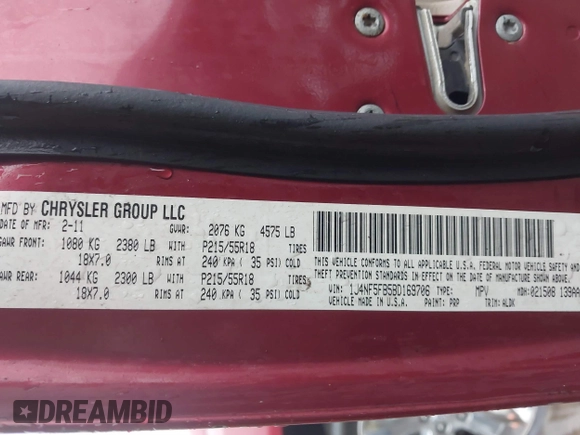 MFD BY CHRYSLER GROUP LLC
DATE OF MFR: 2-11 GVWR: 2076 KG 4575 LB
GAWR FRONT: 1080 KG 2380 LB WITH P215/55R18 TIRES
18X7.0 RIMS AT 240 KPA ( 35 PSI) COLD
GAWR REAR: 1044 KG 2300 LB WITH P215/55R18 TIRES
18X7.0 RIMS AT 240 KPA ( 35 PSI) COLD
THIS VEHICLE CONFORMS TO ALL APPLICABLE U.S.A. FEDERAL MOTOR VEHICLE SAFETY AND
THEFT PREVENTION STANDARDS IN EFFECT ON THE DATE OF MANUFACTURE SHOWN ABOVE.
VIN: 1J4NF5FB5BD169706 TYPE: MPV MDH: 021508 139AA
VEHICLE MADE IN U.S.A. PAINT: PRP TRIM: ALDK
DREAMBID